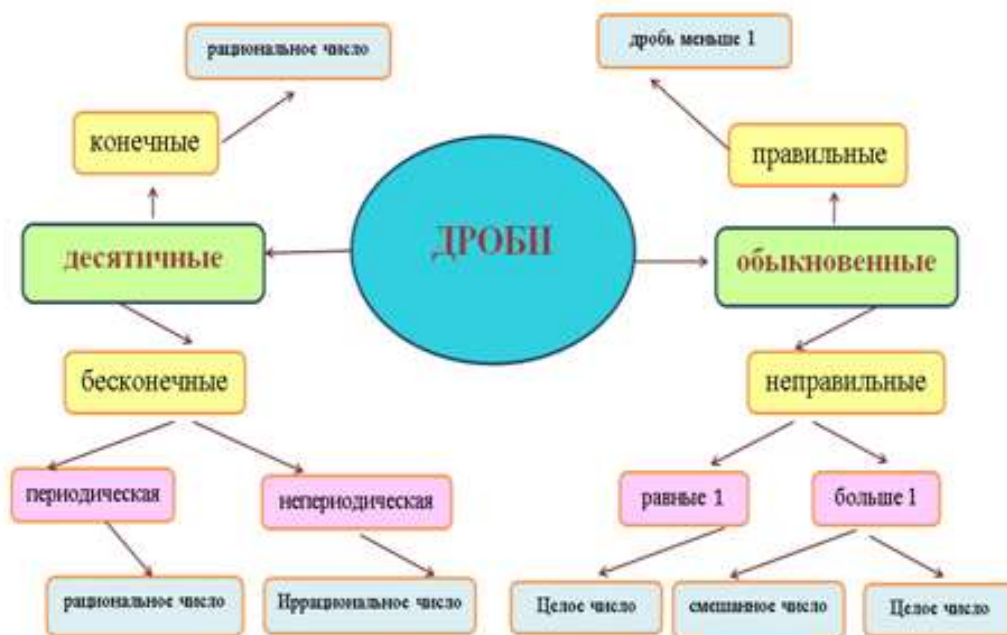 рациональное число
дробь меньше 1
конечные
правильные
ДРОБИ
десятичные
обыкновенные
бесконечные
неправильные
периодическая
непериодическая
равные 1
больше 1
рациональное число
Иррациональное число
Целое число
смешанное число
Целое число